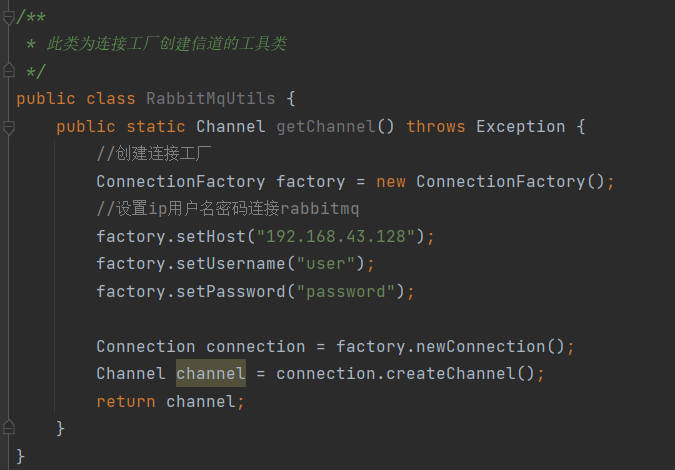 /**
 * 此类为连接工厂创建信道的工具类
 */
public class RabbitMqUtils {
    public static Channel getChannel() throws Exception {
        //创建连接工厂
        ConnectionFactory factory = new ConnectionFactory();
        //设置ip用户名密码连接rabbitmq
        factory.setHost("192.168.43.128");
        factory.setUsername("user");
        factory.setPassword("password");

        Connection connection = factory.newConnection();
        Channel channel = connection.createChannel();
        return channel;
    }
}